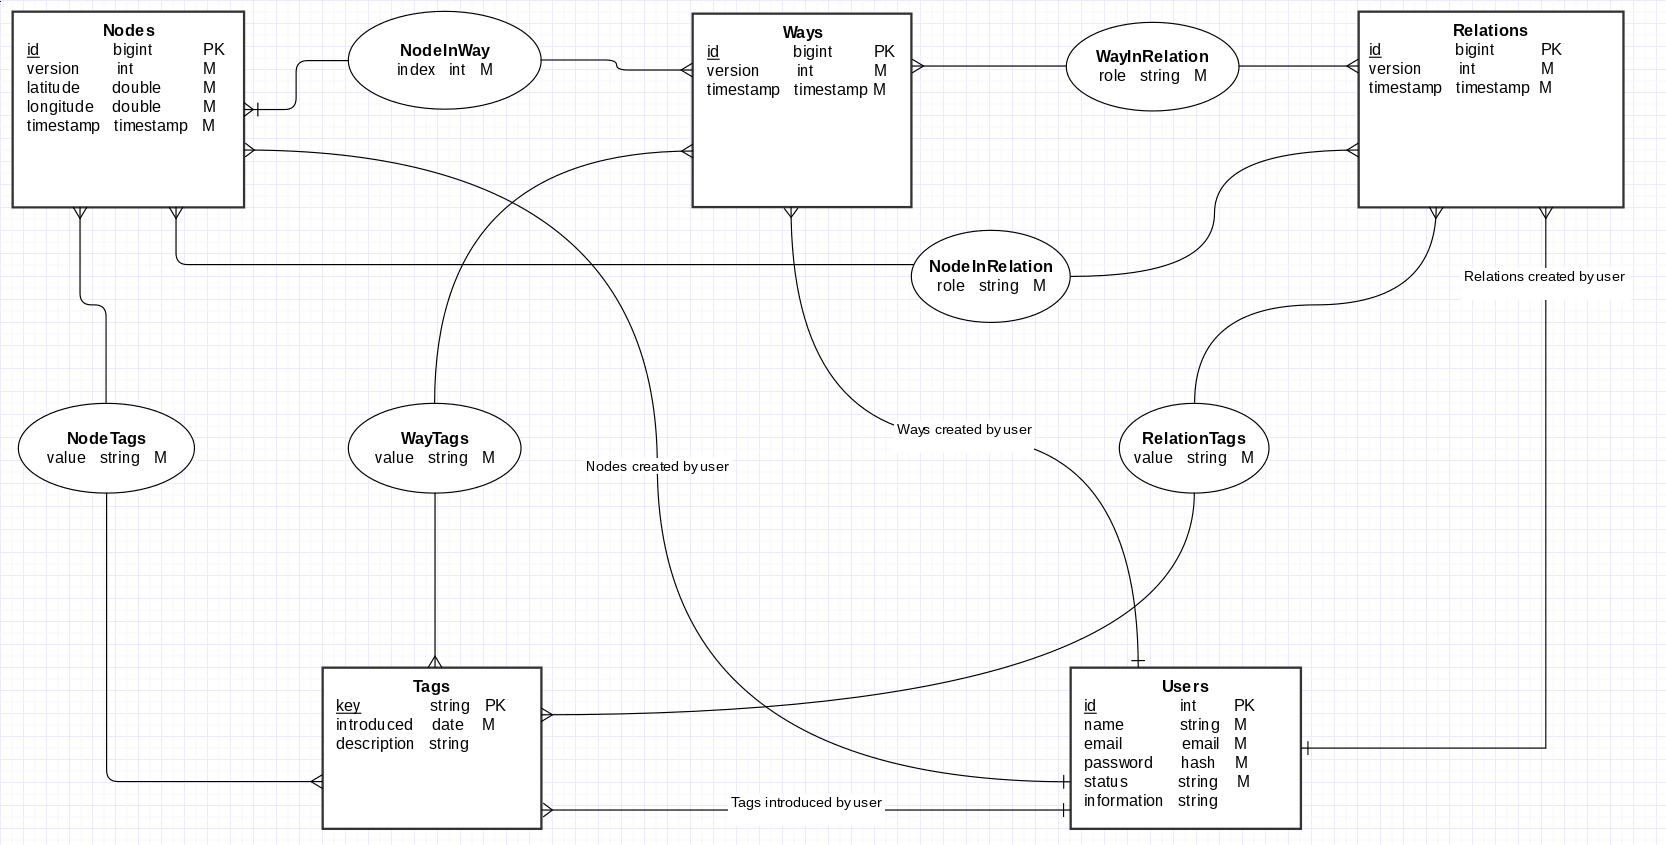 Nodes
id bigint PK
version int M
latitude double M
longitude double M
timestamp timestamp M
NodeInWay
index int M
Ways
id bigint PK
version int M
timestamp timestamp M
WayInRelation
role string M
Relations
id bigint PK
version int M
timestamp timestamp M
NodeInRelation
role string M
Relations created by user
NodeTags
value string M
WayTags
value string M
Nodes created by user
Ways created by user
RelationTags
value string M
Tags
key string PK
introduced date M
description string
Tags introduced by user
Users
id int PK
name string M
email email M
password hash M
status string M
information string